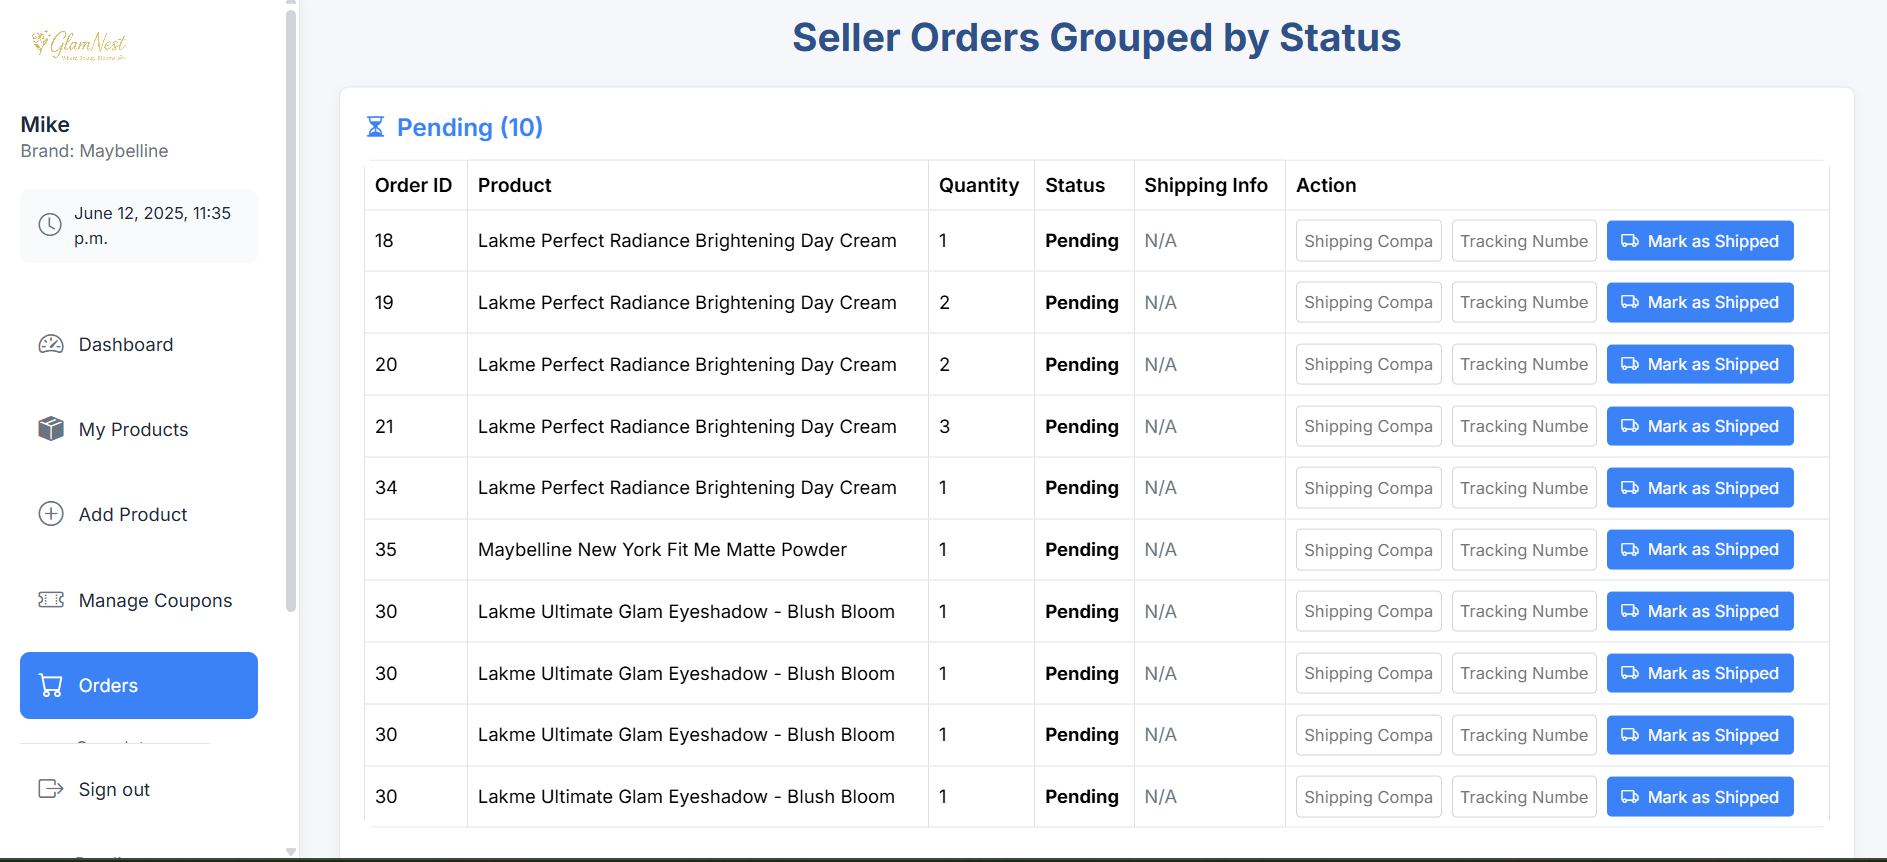 GlamNest
Mike
Brand: Maybelline
June 12, 2025, 11:35
p.m.
Dashboard
My Products
Add Product
Manage Coupons
Orders
Sign out
Seller Orders Grouped by Status
Pending (10)
Order ID Product Quantity Status Shipping Info Action
18 Lakme Perfect Radiance Brightening Day Cream 1 Pending N/A Shipping Compa Tracking Numbe Mark as Shipped
19 Lakme Perfect Radiance Brightening Day Cream 2 Pending N/A Shipping Compa Tracking Numbe Mark as Shipped
20 Lakme Perfect Radiance Brightening Day Cream 2 Pending N/A Shipping Compa Tracking Numbe Mark as Shipped
21 Lakme Perfect Radiance Brightening Day Cream 3 Pending N/A Shipping Compa Tracking Numbe Mark as Shipped
34 Lakme Perfect Radiance Brightening Day Cream 1 Pending N/A Shipping Compa Tracking Numbe Mark as Shipped
35 Maybelline New York Fit Me Matte Powder 1 Pending N/A Shipping Compa Tracking Numbe Mark as Shipped
30 Lakme Ultimate Glam Eyeshadow - Blush Bloom 1 Pending N/A Shipping Compa Tracking Numbe Mark as Shipped
30 Lakme Ultimate Glam Eyeshadow - Blush Bloom 1 Pending N/A Shipping Compa Tracking Numbe Mark as Shipped
30 Lakme Ultimate Glam Eyeshadow - Blush Bloom 1 Pending N/A Shipping Compa Tracking Numbe Mark as Shipped
30 Lakme Ultimate Glam Eyeshadow - Blush Bloom 1 Pending N/A Shipping Compa Tracking Numbe Mark as Shipped